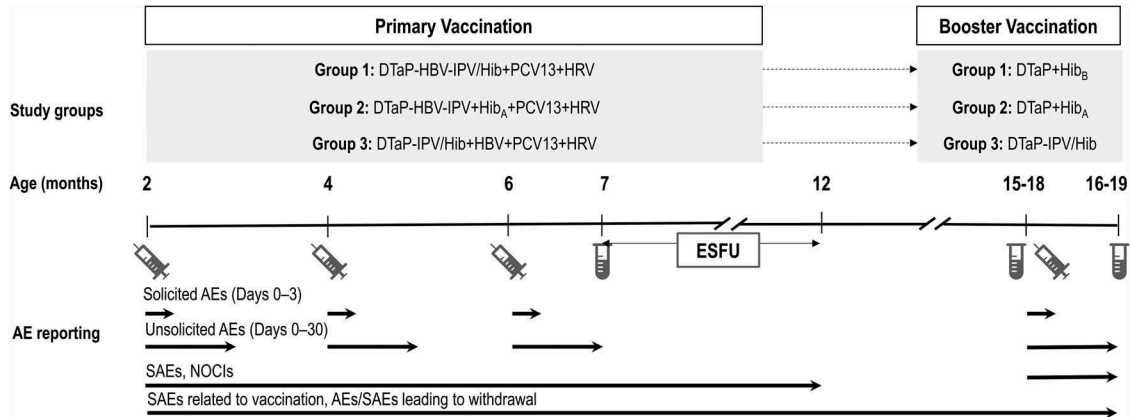 Primary Vaccination
Booster Vaccination
Study groups
Group 1: DTaP-HBV-IPV/Hib+PCV13+HRV
Group 1: DTaP+Hib_B
Group 2: DTaP-HBV-IPV+Hib_A+PCV13+HRV
Group 2: DTaP+Hib_A
Group 3: DTaP-IPV/Hib+HBV+PCV13+HRV
Group 3: DTaP-IPV/Hib
Age (months) 2 4 6 7 12 15-18 16-19
ESFU
AE reporting
Solicited AEs (Days 0–3)
Unsolicited AEs (Days 0–30)
SAEs, NOCIs
SAEs related to vaccination, AEs/SAEs leading to withdrawal